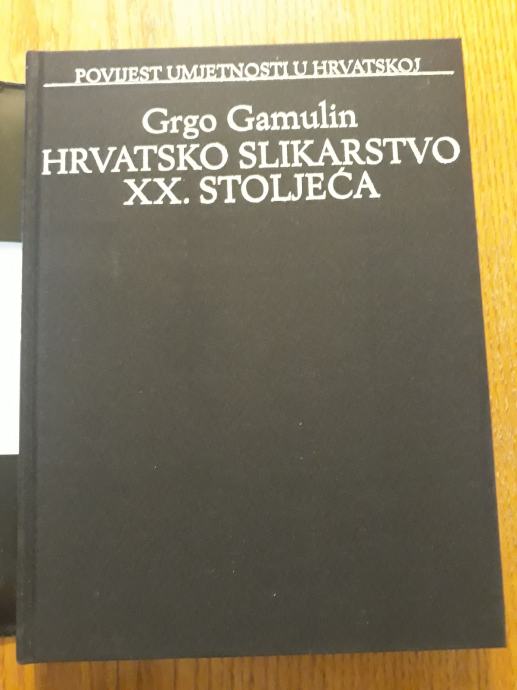 POVIJEST UMJETNOSTI U HRVATSKOJ
Grgo Gamulin
HRVATSKO SLIKARSTVO
XX. STOLJEĆA